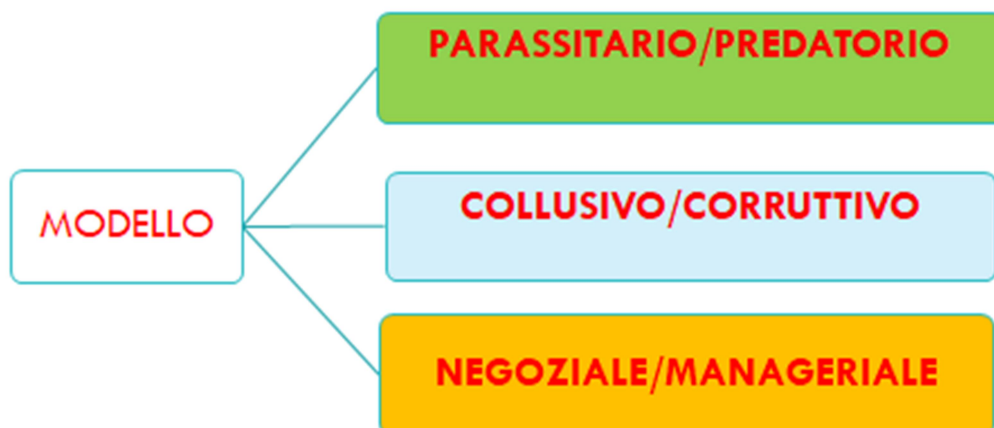 PARASSITARIO/PREDATORIO
MODELLO
COLLUSIVO/CORRUTTIVO
NEGOZIALE/MANAGERIALE